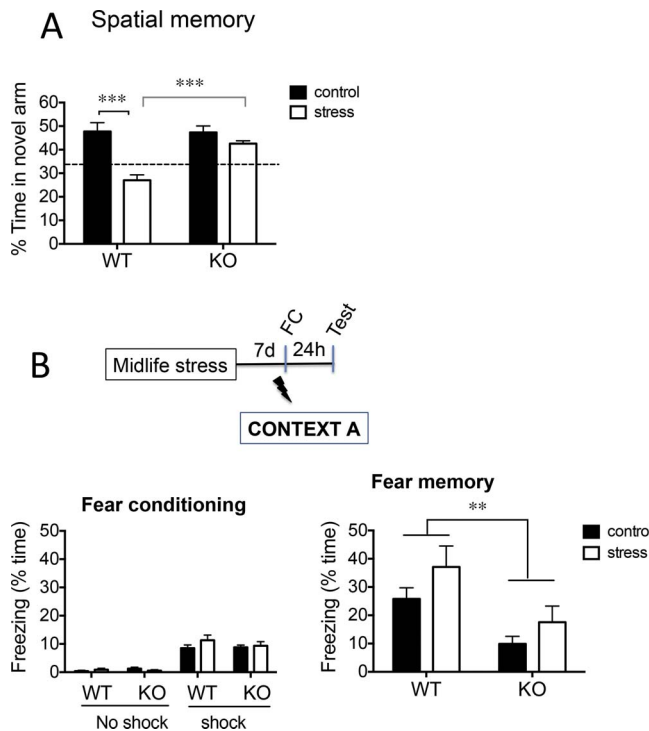 A Spatial memory
*** ***
control
stress
% Time in novel arm
60
50
40
30
20
10
0
WT KO
B
Midlife stress 7d FC 24h Test
CONTEXT A
Fear conditioning
Freezing (% time)
50
40
30
20
10
0
WT KO WT KO
No shock shock
Fear memory
**
contro
stress
Freezing (% time)
50
40
30
20
10
0
WT KO